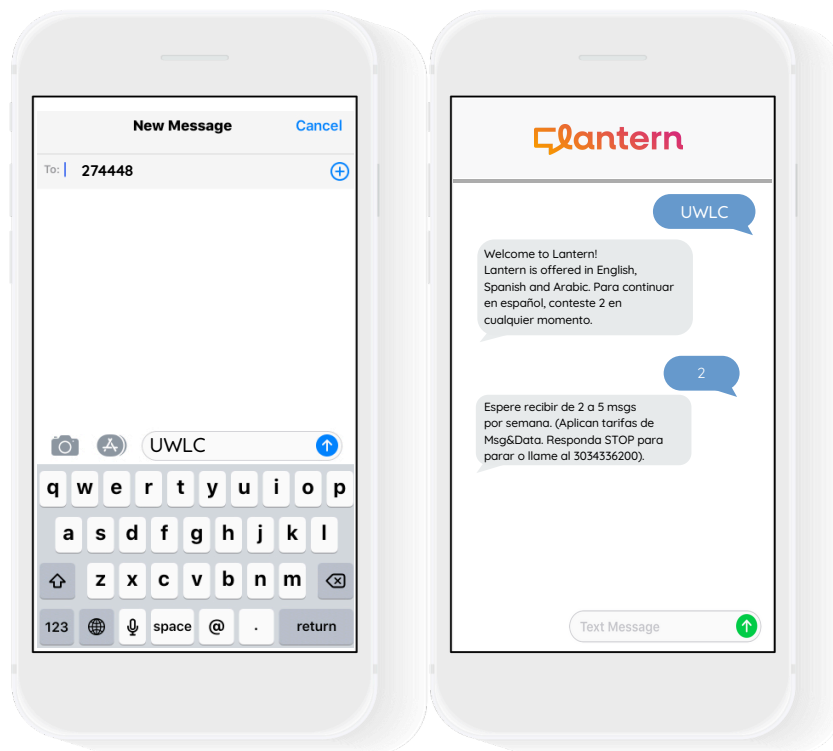 New Message Cancel
To: 274448
UWLC
q w e r t y u i o p
a s d f g h j k l
z x c v b n m
123 space @ . return
lantern
UWLC
Welcome to Lantern!
Lantern is offered in English,
Spanish and Arabic. Para continuar
en español, conteste 2 en
cualquier momento.
2
Espere recibir de 2 a 5 msgs
por semana. (Aplican tarifas de
Msg&Data. Responda STOP para
parar o llame al 3034336200).
Text Message